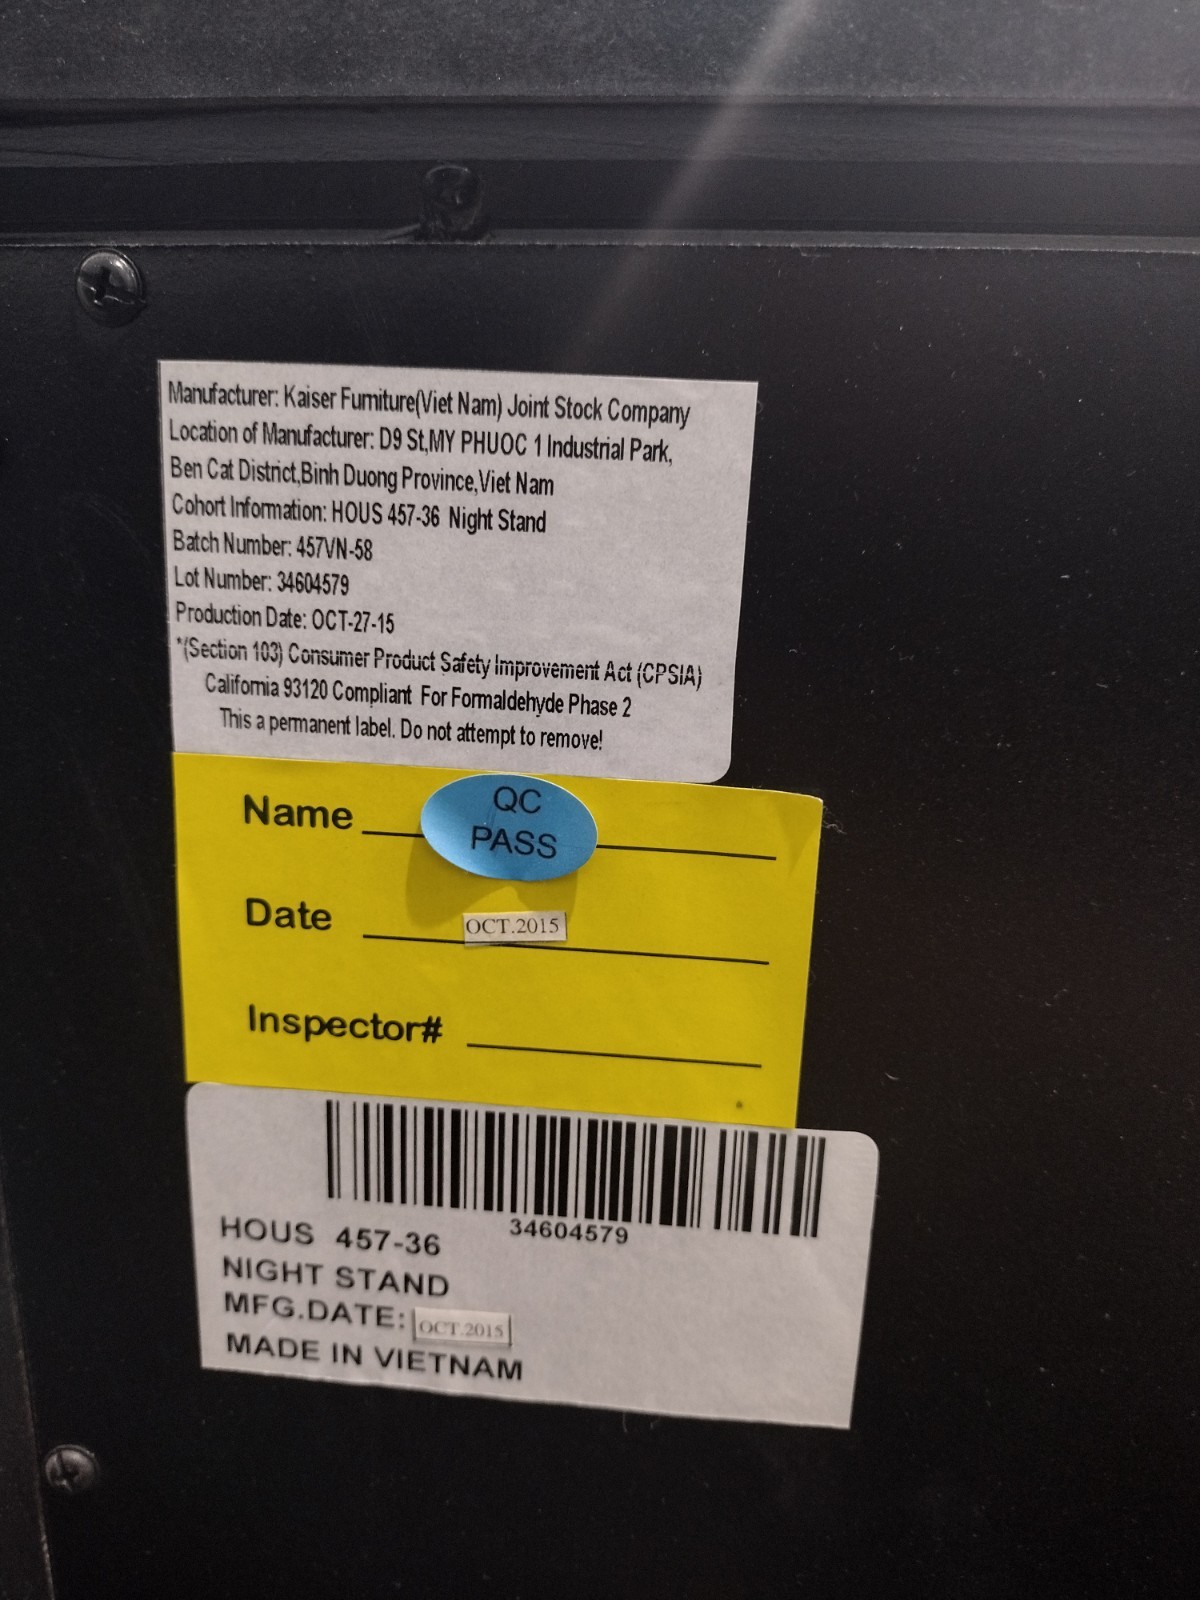 Manufacturer: Kaiser Furniture(Viet Nam) Joint Stock Company
Location of Manufacturer: D9 St,MY PHUOC 1 Industrial Park,
Ben Cat District,Binh Duong Province,Viet Nam
Cohort Information: HOUS 457-36 Night Stand
Batch Number: 457VN-58
Lot Number: 34604579
Production Date: OCT-27-15
*(Section 103) Consumer Product Safety Improvement Act (CPSIA)
California 93120 Compliant For Formaldehyde Phase 2
This a permanent label. Do not attempt to remove!
QC
PASS
Name
Date OCT.2015
Inspector#
34604579
HOUS 457-36
NIGHT STAND
MFG.DATE: OCT.2015
MADE IN VIETNAM